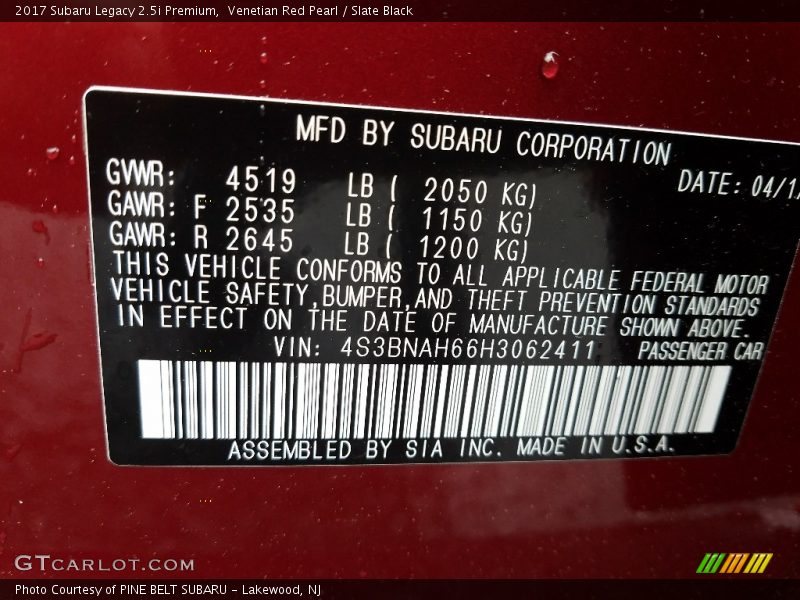 2017 Subaru Legacy 2.5i Premium, Venetian Red Pearl / Slate Black
MFD BY SUBARU CORPORATION
GVWR: 4519 LB ( 2050 KG) DATE: 04/1
GAWR: F 2535 LB ( 1150 KG)
GAWR: R 2645 LB ( 1200 KG)
THIS VEHICLE CONFORMS TO ALL APPLICABLE FEDERAL MOTOR
VEHICLE SAFETY,BUMPER,AND THEFT PREVENTION STANDARDS
IN EFFECT ON THE DATE OF MANUFACTURE SHOWN ABOVE.
VIN: 4S3BNAH66H3062411 PASSENGER CAR
ASSEMBLED BY SIA INC. MADE IN U.S.A.
GTCARLOT.COM
Photo Courtesy of PINE BELT SUBARU - Lakewood, NJ